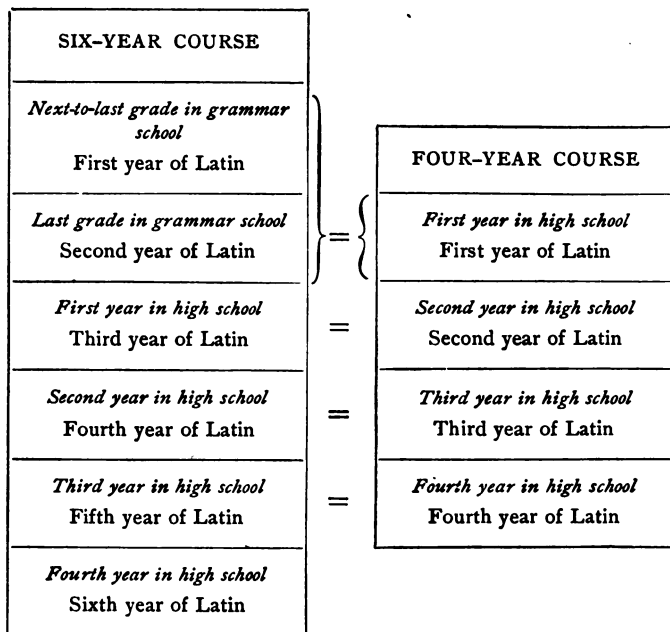 SIX-YEAR COURSE
Next-to-last grade in grammar
school
First year of Latin
Last grade in grammar school
Second year of Latin
First year in high school
Third year of Latin
Second year in high school
Fourth year of Latin
Third year in high school
Fifth year of Latin
Fourth year in high school
Sixth year of Latin
=
=
=
=
FOUR-YEAR COURSE
First year in high school
First year of Latin
Second year in high school
Second year of Latin
Third year in high school
Third year of Latin
Fourth year in high school
Fourth year of Latin